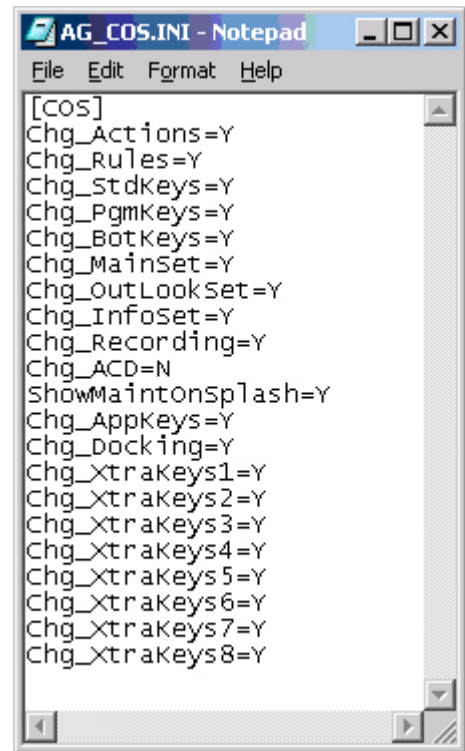 AG_COS.INI - Notepad
File Edit Format Help
[COS]
Chg_Actions=Y
Chg_Rules=Y
Chg_StdKeys=Y
Chg_PgmKeys=Y
Chg_BotKeys=Y
Chg_MainSet=Y
Chg_OutLookSet=Y
Chg_InfoSet=Y
Chg_Recording=Y
Chg_ACD=N
ShowMaintOnSplash=Y
Chg_AppKeys=Y
Chg_Docking=Y
Chg_XtraKeys1=Y
Chg_XtraKeys2=Y
Chg_XtraKeys3=Y
Chg_XtraKeys4=Y
Chg_XtraKeys5=Y
Chg_XtraKeys6=Y
Chg_XtraKeys7=Y
Chg_XtraKeys8=Y